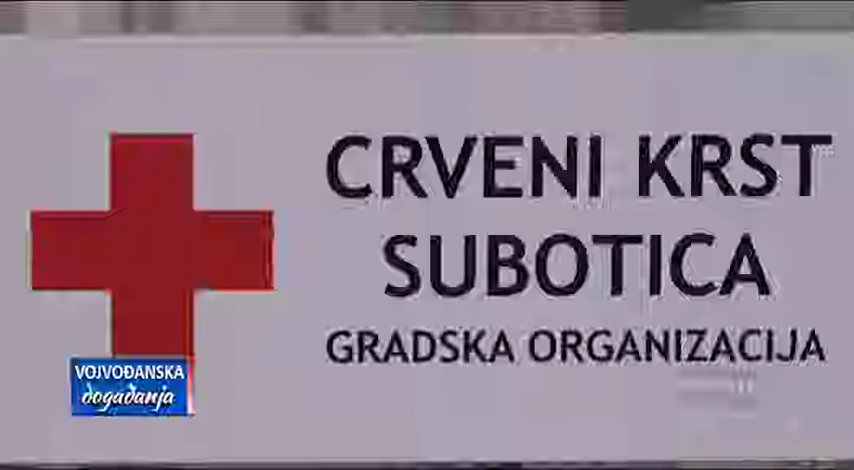 CRVENI KRST
SUBOTICA
GRADSKA ORGANIZACIJA
VOJVOĐANSKA
događanja